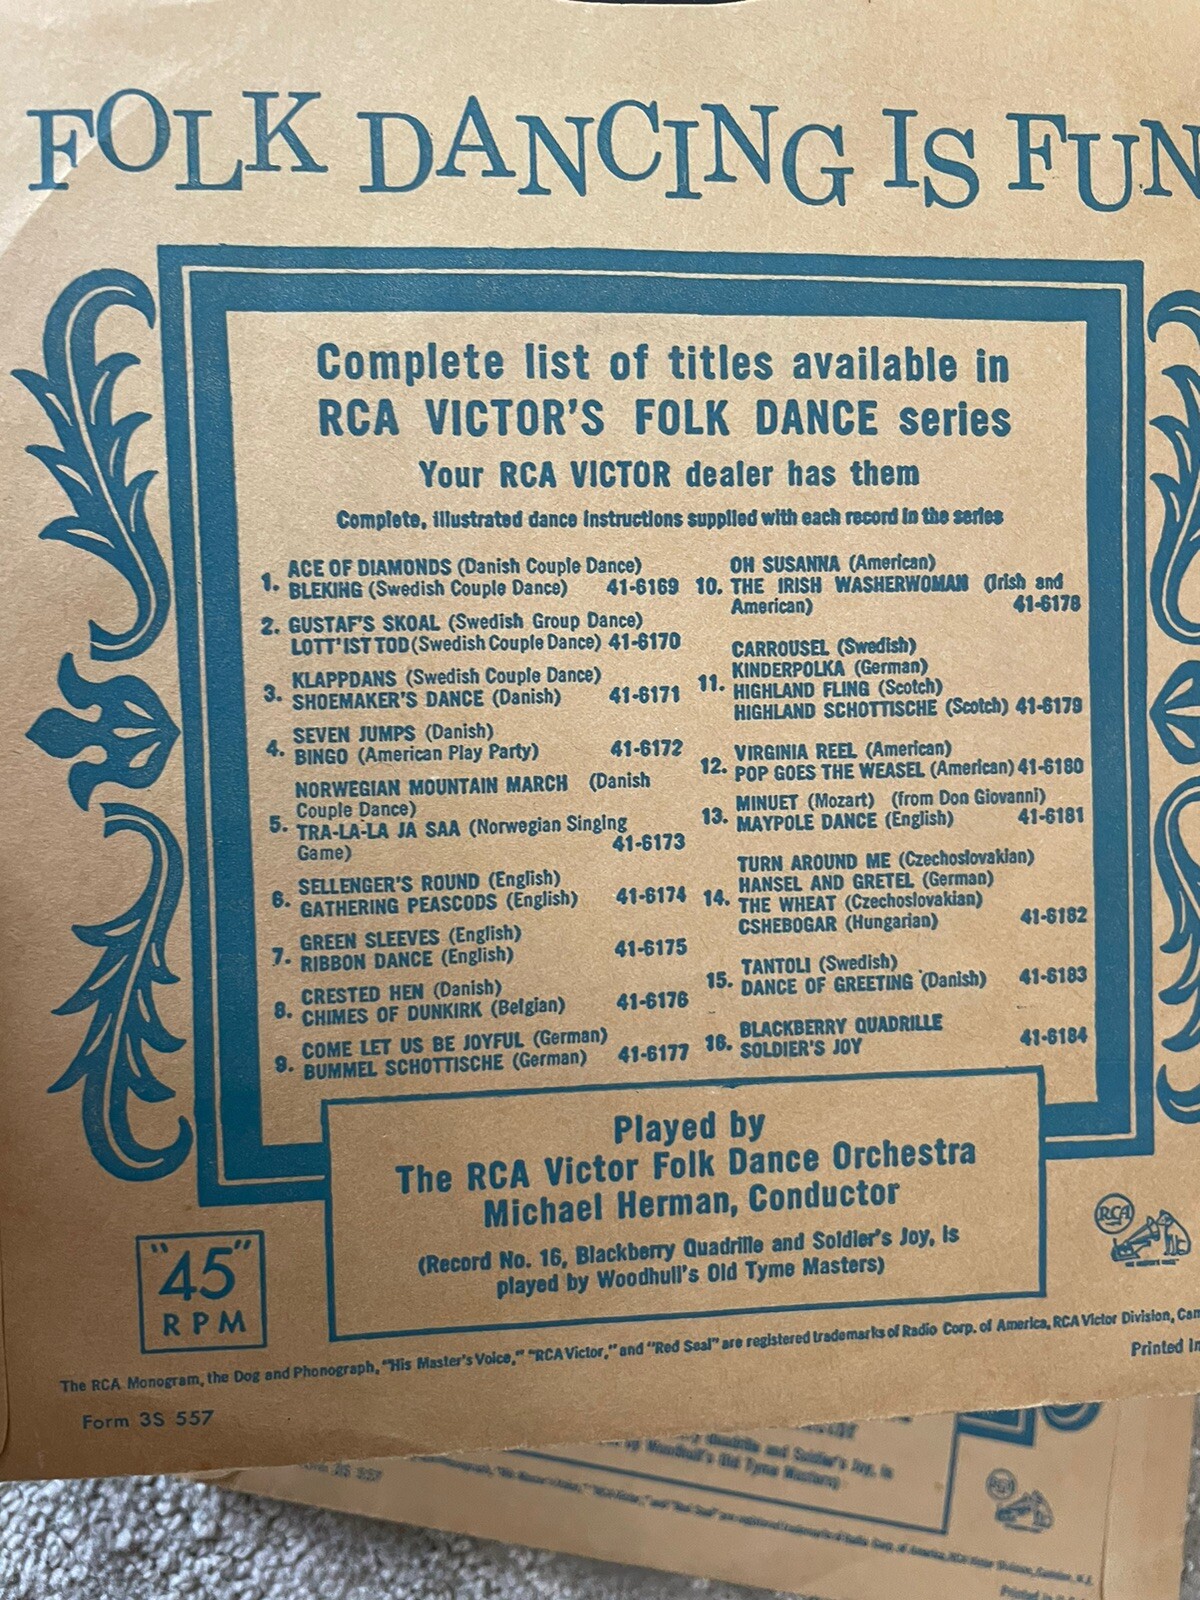 FOLK DANCING IS FUN
Complete list of titles available in
RCA VICTOR'S FOLK DANCE series
Your RCA VICTOR dealer has them
Complete, illustrated dance instructions supplied with each record in the series
1. ACE OF DIAMONDS (Danish Couple Dance)
BLEKING (Swedish Couple Dance) 41-6169
2. GUSTAF'S SKOAL (Swedish Group Dance)
LOTT' IST TOD (Swedish Couple Dance) 41-6170
3. KLAPPDANS (Swedish Couple Dance)
SHOEMAKER'S DANCE (Danish) 41-6171
4. SEVEN JUMPS (Danish)
BINGO (American Play Party) 41-6172
NORWEGIAN MOUNTAIN MARCH (Danish
Couple Dance)
5. TRA-LA-LA JA SAA (Norwegian Singing
Game) 41-6173
6. SELLENGER'S ROUND (English)
GATHERING PEASCODS (English) 41-6174
7. GREEN SLEEVES (English)
RIBBON DANCE (English) 41-6175
8. CRESTED HEN (Danish)
CHIMES OF DUNKIRK (Belgian) 41-6176
9. COME LET US BE JOYFUL (German)
BUMMEL SCHOTTISCHE (German) 41-6177
OH SUSANNA (American)
10. THE IRISH WASHERWOMAN (Irish and
American) 41-6178
CARROUSEL (Swedish)
KINDERPOLKA (German)
11. HIGHLAND FLING (Scotch)
HIGHLAND SCHOTTISCHE (Scotch) 41-6179
12. VIRGINIA REEL (American)
POP GOES THE WEASEL (American) 41-6180
13. MINUET (Mozart) (from Don Giovanni)
MAYPOLE DANCE (English) 41-6181
TURN AROUND ME (Czechoslovakian)
HANSEL AND GRETEL (German)
14. THE WHEAT (Czechoslovakian)
CSHEBOGAR (Hungarian) 41-6182
15. TANTOLI (Swedish)
DANCE OF GREETING (Danish) 41-6183
16. BLACKBERRY QUADRILLE
SOLDIER'S JOY 41-6184
Played by
The RCA Victor Folk Dance Orchestra
Michael Herman, Conductor
(Record No. 16, Blackberry Quadrille and Soldier's Joy, is
played by Woodhull's Old Tyme Masters)
"45"
RPM
RCA
The RCA Monogram, the Dog and Phonograph, "His Master's Voice," "RCA Victor," and "Red Seal" are registered trademarks of Radio Corp. of America, RCA Victor Division, Cam
Printed in
Form 3S 557
Quadrille and Soldier's Joy, is
by Woodhull's Old Tyme Masters)
3S 557